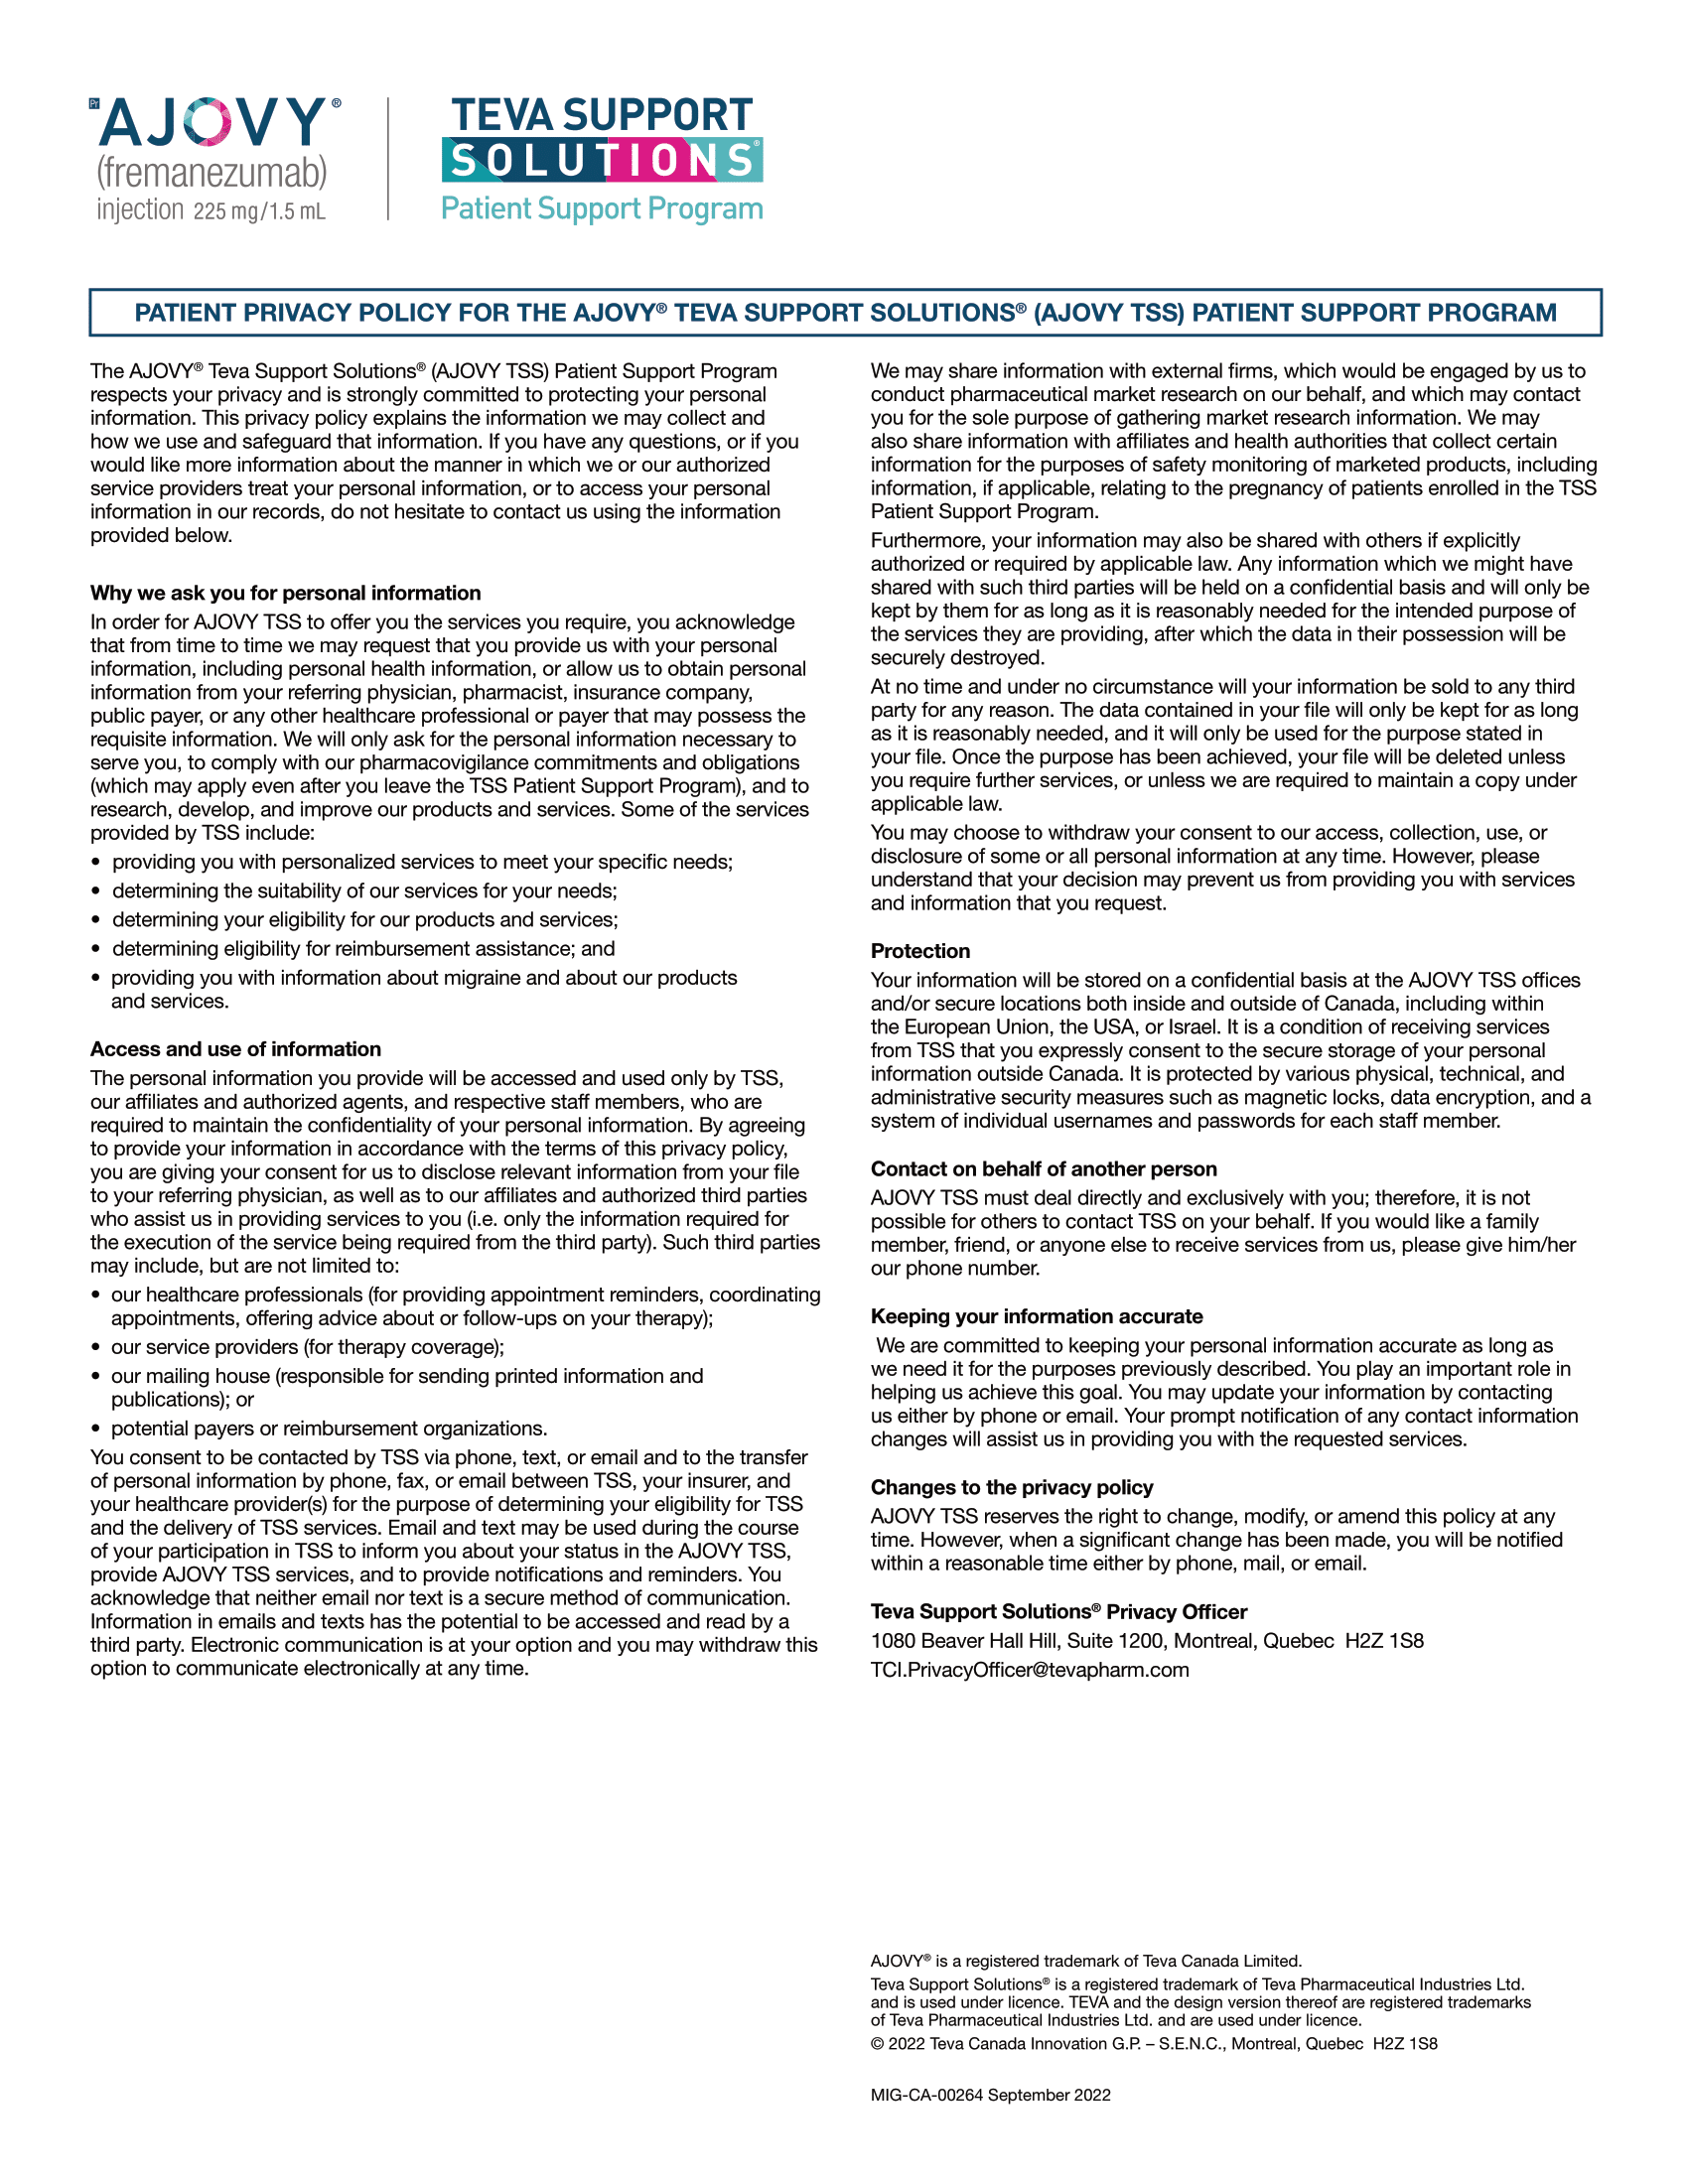 Pr AJOVY®
(fremanezumab)
injection 225 mg/1.5 mL
TEVA SUPPORT
SOLUTIONS®
Patient Support Program
PATIENT PRIVACY POLICY FOR THE AJOVY® TEVA SUPPORT SOLUTIONS® (AJOVY TSS) PATIENT SUPPORT PROGRAM
The AJOVY® Teva Support Solutions® (AJOVY TSS) Patient Support Program
respects your privacy and is strongly committed to protecting your personal
information. This privacy policy explains the information we may collect and
how we use and safeguard that information. If you have any questions, or if you
would like more information about the manner in which we or our authorized
service providers treat your personal information, or to access your personal
information in our records, do not hesitate to contact us using the information
provided below.
Why we ask you for personal information
In order for AJOVY TSS to offer you the services you require, you acknowledge
that from time to time we may request that you provide us with your personal
information, including personal health information, or allow us to obtain personal
information from your referring physician, pharmacist, insurance company,
public payer, or any other healthcare professional or payer that may possess the
requisite information. We will only ask for the personal information necessary to
serve you, to comply with our pharmacovigilance commitments and obligations
(which may apply even after you leave the TSS Patient Support Program), and to
research, develop, and improve our products and services. Some of the services
provided by TSS include:
• providing you with personalized services to meet your specific needs;
• determining the suitability of our services for your needs;
• determining your eligibility for our products and services;
• determining eligibility for reimbursement assistance; and
• providing you with information about migraine and about our products
and services.
Access and use of information
The personal information you provide will be accessed and used only by TSS,
our affiliates and authorized agents, and respective staff members, who are
required to maintain the confidentiality of your personal information. By agreeing
to provide your information in accordance with the terms of this privacy policy,
you are giving your consent for us to disclose relevant information from your file
to your referring physician, as well as to our affiliates and authorized third parties
who assist us in providing services to you (i.e. only the information required for
the execution of the service being required from the third party). Such third parties
may include, but are not limited to:
• our healthcare professionals (for providing appointment reminders, coordinating
appointments, offering advice about or follow-ups on your therapy);
• our service providers (for therapy coverage);
• our mailing house (responsible for sending printed information and
publications); or
• potential payers or reimbursement organizations.
You consent to be contacted by TSS via phone, text, or email and to the transfer
of personal information by phone, fax, or email between TSS, your insurer, and
your healthcare provider(s) for the purpose of determining your eligibility for TSS
and the delivery of TSS services. Email and text may be used during the course
of your participation in TSS to inform you about your status in the AJOVY TSS,
provide AJOVY TSS services, and to provide notifications and reminders. You
acknowledge that neither email nor text is a secure method of communication.
Information in emails and texts has the potential to be accessed and read by a
third party. Electronic communication is at your option and you may withdraw this
option to communicate electronically at any time.
We may share information with external firms, which would be engaged by us to
conduct pharmaceutical market research on our behalf, and which may contact
you for the sole purpose of gathering market research information. We may
also share information with affiliates and health authorities that collect certain
information for the purposes of safety monitoring of marketed products, including
information, if applicable, relating to the pregnancy of patients enrolled in the TSS
Patient Support Program.
Furthermore, your information may also be shared with others if explicitly
authorized or required by applicable law. Any information which we might have
shared with such third parties will be held on a confidential basis and will only be
kept by them for as long as it is reasonably needed for the intended purpose of
the services they are providing, after which the data in their possession will be
securely destroyed.
At no time and under no circumstance will your information be sold to any third
party for any reason. The data contained in your file will only be kept for as long
as it is reasonably needed, and it will only be used for the purpose stated in
your file. Once the purpose has been achieved, your file will be deleted unless
you require further services, or unless we are required to maintain a copy under
applicable law.
You may choose to withdraw your consent to our access, collection, use, or
disclosure of some or all personal information at any time. However, please
understand that your decision may prevent us from providing you with services
and information that you request.
Protection
Your information will be stored on a confidential basis at the AJOVY TSS offices
and/or secure locations both inside and outside of Canada, including within
the European Union, the USA, or Israel. It is a condition of receiving services
from TSS that you expressly consent to the secure storage of your personal
information outside Canada. It is protected by various physical, technical, and
administrative security measures such as magnetic locks, data encryption, and a
system of individual usernames and passwords for each staff member.
Contact on behalf of another person
AJOVY TSS must deal directly and exclusively with you; therefore, it is not
possible for others to contact TSS on your behalf. If you would like a family
member, friend, or anyone else to receive services from us, please give him/her
our phone number.
Keeping your information accurate
We are committed to keeping your personal information accurate as long as
we need it for the purposes previously described. You play an important role in
helping us achieve this goal. You may update your information by contacting
us either by phone or email. Your prompt notification of any contact information
changes will assist us in providing you with the requested services.
Changes to the privacy policy
AJOVY TSS reserves the right to change, modify, or amend this policy at any
time. However, when a significant change has been made, you will be notified
within a reasonable time either by phone, mail, or email.
Teva Support Solutions® Privacy Officer
1080 Beaver Hall Hill, Suite 1200, Montreal, Quebec H2Z 1S8
TCI.PrivacyOfficer@tevapharm.com
AJOVY® is a registered trademark of Teva Canada Limited.
Teva Support Solutions® is a registered trademark of Teva Pharmaceutical Industries Ltd.
and is used under licence. TEVA and the design version thereof are registered trademarks
of Teva Pharmaceutical Industries Ltd. and are used under licence.
© 2022 Teva Canada Innovation G.P. – S.E.N.C., Montreal, Quebec H2Z 1S8
MIG-CA-00264 September 2022